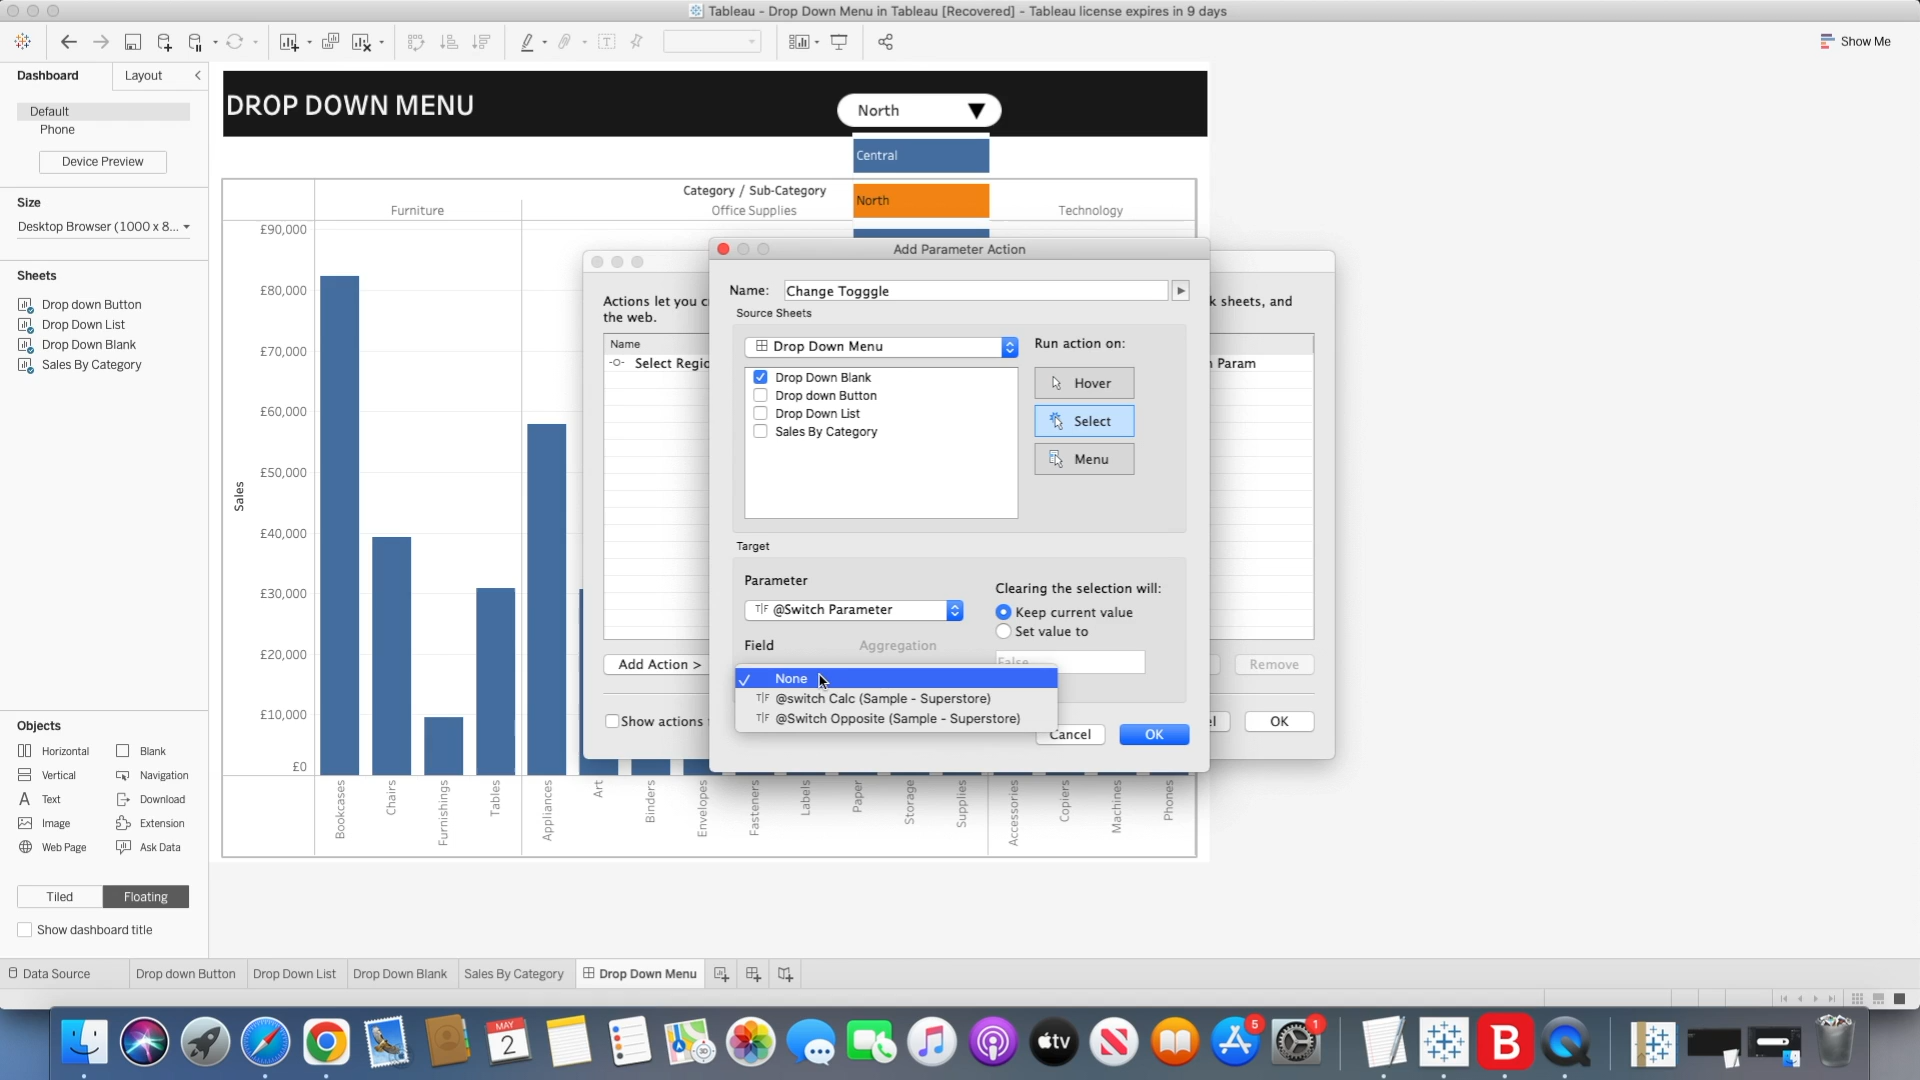 Tableau - Drop Down Menu in Tableau [Recovered] - Tableau license expires in 9 days
Show Me
Dashboard
Layout
Default
Phone
Device Preview
Size
Desktop Browser (1000 x 8...
Sheets
Drop down Button
Drop Down List
Drop Down Blank
Sales By Category
Objects
Horizontal
Blank
Vertical
Navigation
Text
Download
Image
Extension
Web Page
Ask Data
Tiled
Floating
Show dashboard title
DROP DOWN MENU
North
Central
North
Category / Sub-Category
Furniture
Office Supplies
Technology
Sales
£90,000
£80,000
£70,000
£60,000
£50,000
£40,000
£30,000
£20,000
£10,000
£0
Bookcases
Chairs
Furnishings
Tables
Appliances
Art
Binders
Envelopes
Fasteners
Labels
Paper
Storage
Supplies
Accessories
Copiers
Machines
Phones
Actions let you c
k sheets, and
the web.
Name
Select Regio
n Param
Add Action >
Remove
Show actions
el
OK
Add Parameter Action
Name:
Change Togggle
Source Sheets
Drop Down Menu
Run action on:
Drop Down Blank
Drop down Button
Drop Down List
Sales By Category
Hover
Select
Menu
Target
Parameter
T|F @Switch Parameter
Clearing the selection will:
Keep current value
Set value to
False
Field
Aggregation
None
T|F @switch Calc (Sample - Superstore)
T|F @Switch Opposite (Sample - Superstore)
Cancel
OK
Data Source
Drop down Button
Drop Down List
Drop Down Blank
Sales By Category
Drop Down Menu
MAY
2
3D
tv
5
B
1